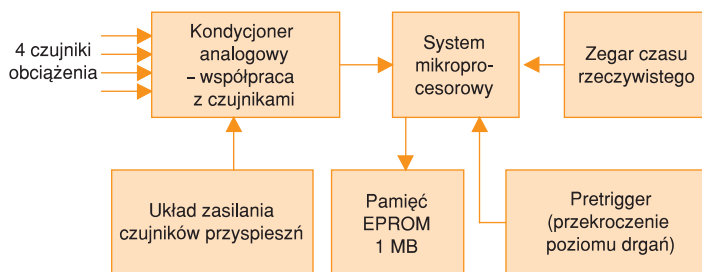 4 czujniki
obciążenia
Kondycjoner
analogowy
– współpraca
z czujnikami
System
mikropro-
cesorowy
Zegar czasu
rzeczywistego
Układ zasilania
czujników przyspieszń
Pamięć
EPROM
1 MB
Pretrigger
(przekroczenie
poziomu drgań)